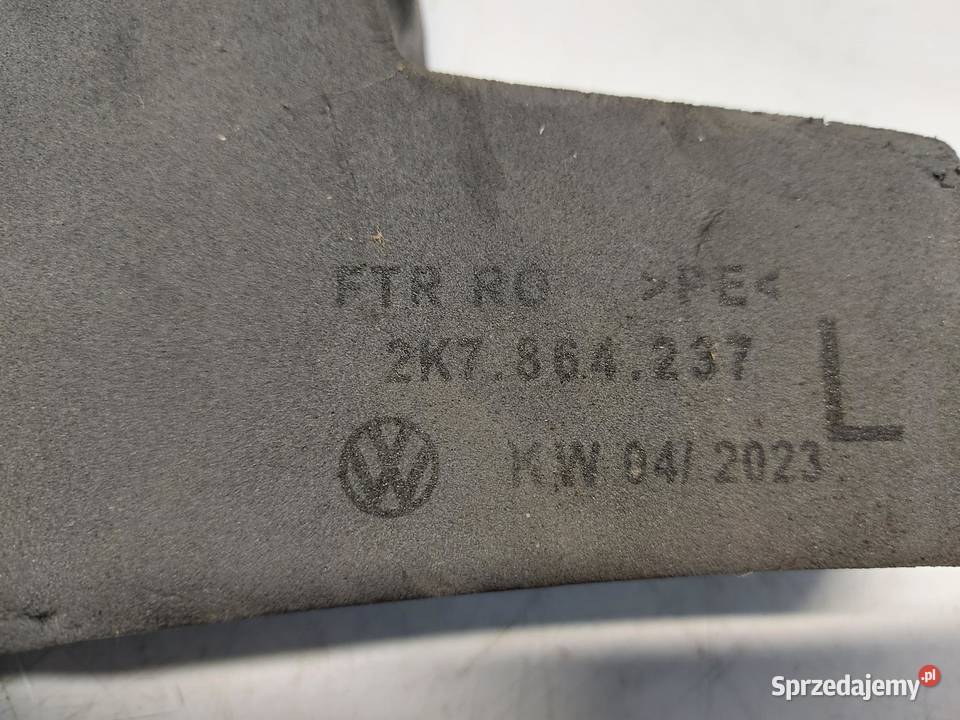 FTR RO >PE<
2K7.864.237
L
KW 04/2023
Sprzedajemy.pl